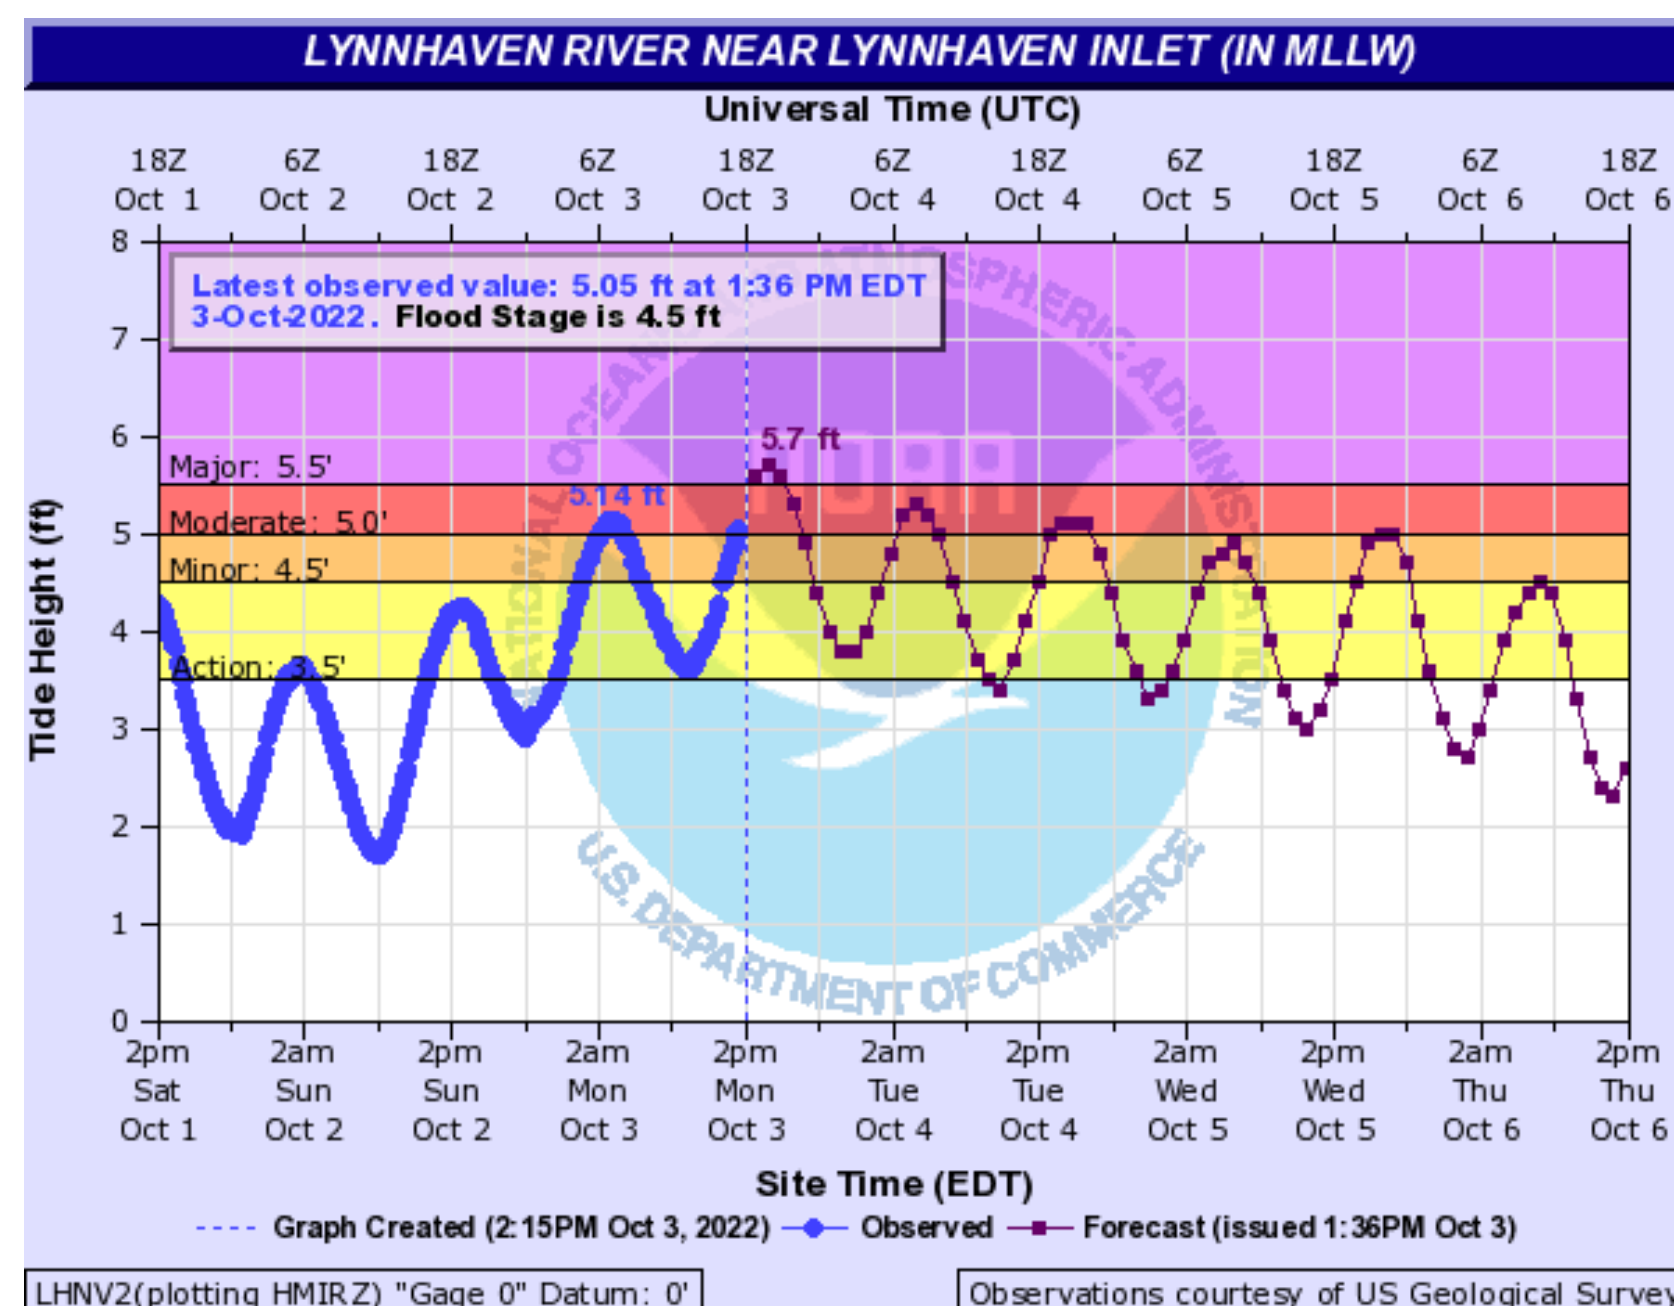 LYNNHAVEN RIVER NEAR LYNNHAVEN INLET (IN MLLW)
Universal Time (UTC)
18Z 6Z 18Z 6Z 18Z 6Z 18Z 6Z 18Z 6Z 18Z
Oct 1 Oct 2 Oct 2 Oct 3 Oct 3 Oct 4 Oct 4 Oct 5 Oct 5 Oct 6 Oct 6
8
Latest observed value: 5.05 ft at 1:36 PM EDT
3-Oct-2022. Flood Stage is 4.5 ft
7
6
5.7 ft
NOAA
Major: 5.5'
5.14 ft
Moderate: 5.0'
5
Minor: 4.5'
4
Action: 3.5'
3
2
1
0
Tide Height (ft)
NATIONAL OCEANIC AND ATMOSPHERIC ADMINISTRATION
U.S. DEPARTMENT OF COMMERCE
2pm 2am 2pm 2am 2pm 2am 2pm 2am 2pm 2am 2pm
Sat Sun Sun Mon Mon Tue Tue Wed Wed Thu Thu
Oct 1 Oct 2 Oct 2 Oct 3 Oct 3 Oct 4 Oct 4 Oct 5 Oct 5 Oct 6 Oct 6
Site Time (EDT)
Graph Created (2:15PM Oct 3, 2022) Observed Forecast (issued 1:36PM Oct 3)
LHNV2(plotting HMIRZ) "Gage 0" Datum: 0'
Observations courtesy of US Geological Survey